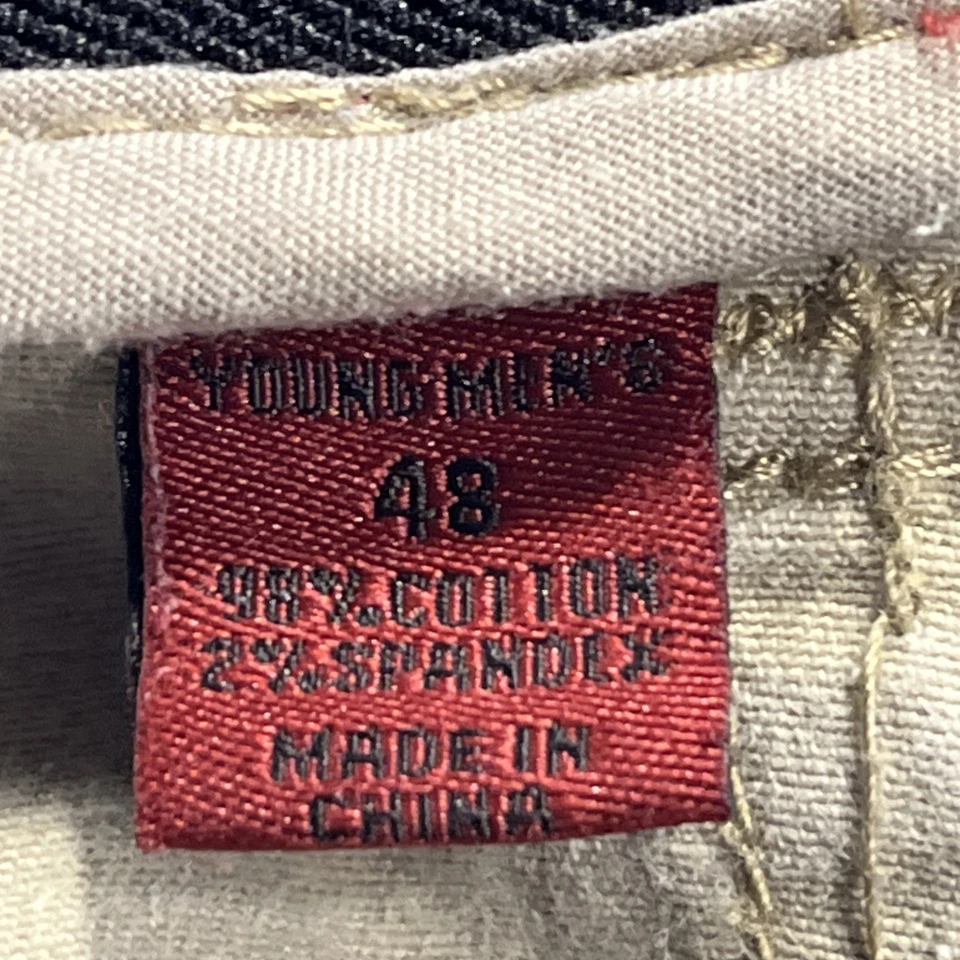 YOUNG MEN'S
48
98% COTTON
2% SPANDEX
MADE IN
CHINA